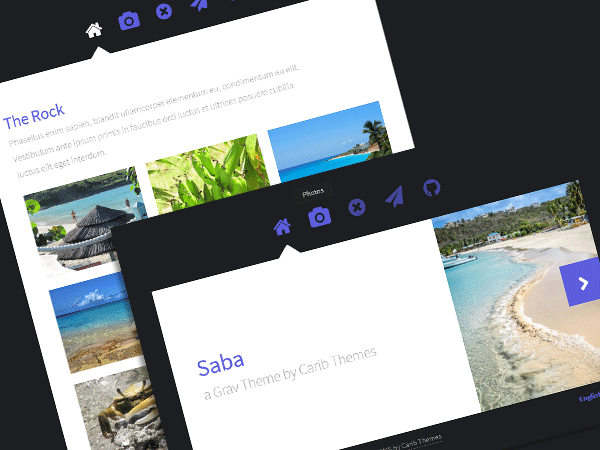 The Rock
Phasellus enim sapien, blandit ullamcorper elementum eu, condimentum eu elit.
Vestibulum ante ipsum primis in faucibus orci luctus et ultrices posuere cubilia
luctus elit eget interdum.
Photos
Saba
a Grav Theme by Carib Themes
English
by Carib Themes